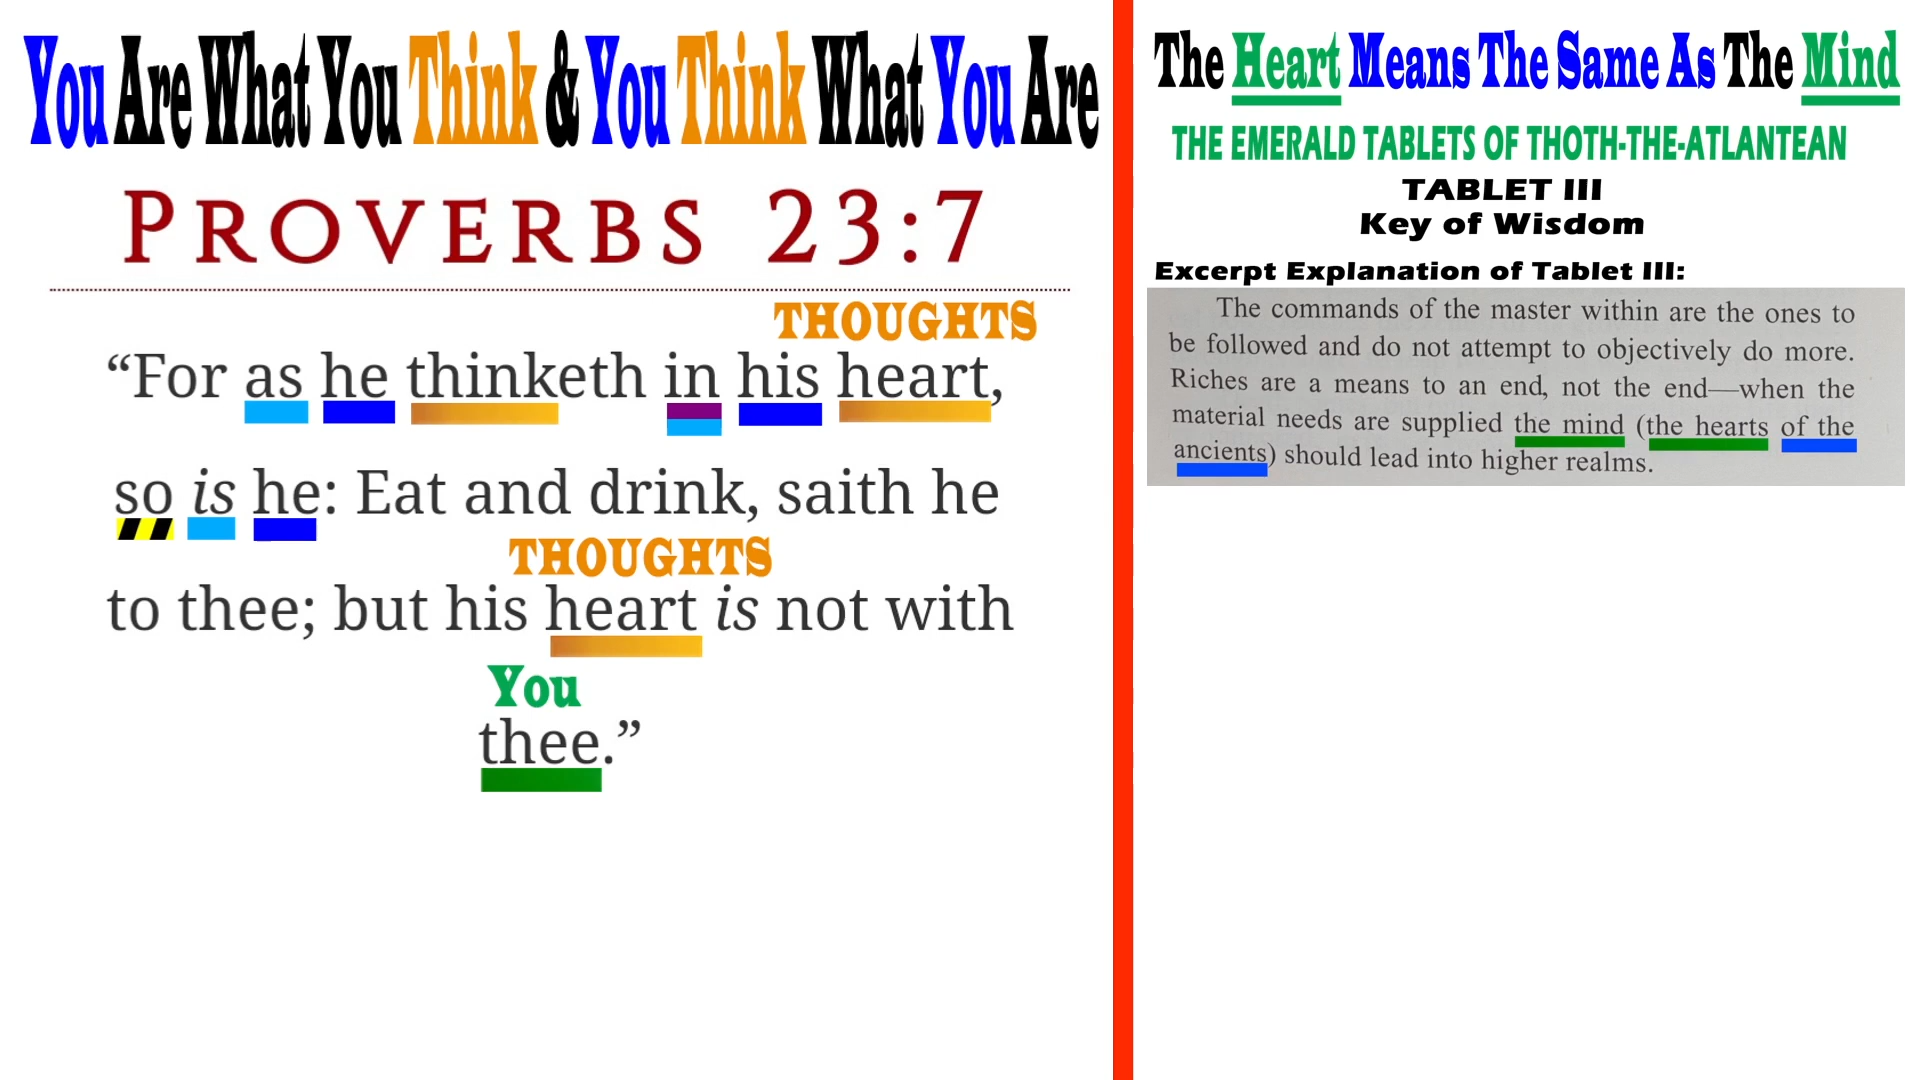 You Are What You Think & You Think What You Are
PROVERBS 23:7
THOUGHTS
“For as he thinketh in his heart,
so is he: Eat and drink, saith he
THOUGHTS
to thee; but his heart is not with
You
thee.”
The Heart Means The Same As The Mind
THE EMERALD TABLETS OF THOTH-THE-ATLANTEAN
TABLET III
Key of Wisdom
Excerpt Explanation of Tablet III:
The commands of the master within are the ones to
be followed and do not attempt to objectively do more.
Riches are a means to an end, not the end—when the
material needs are supplied the mind (the hearts of the
ancients) should lead into higher realms.